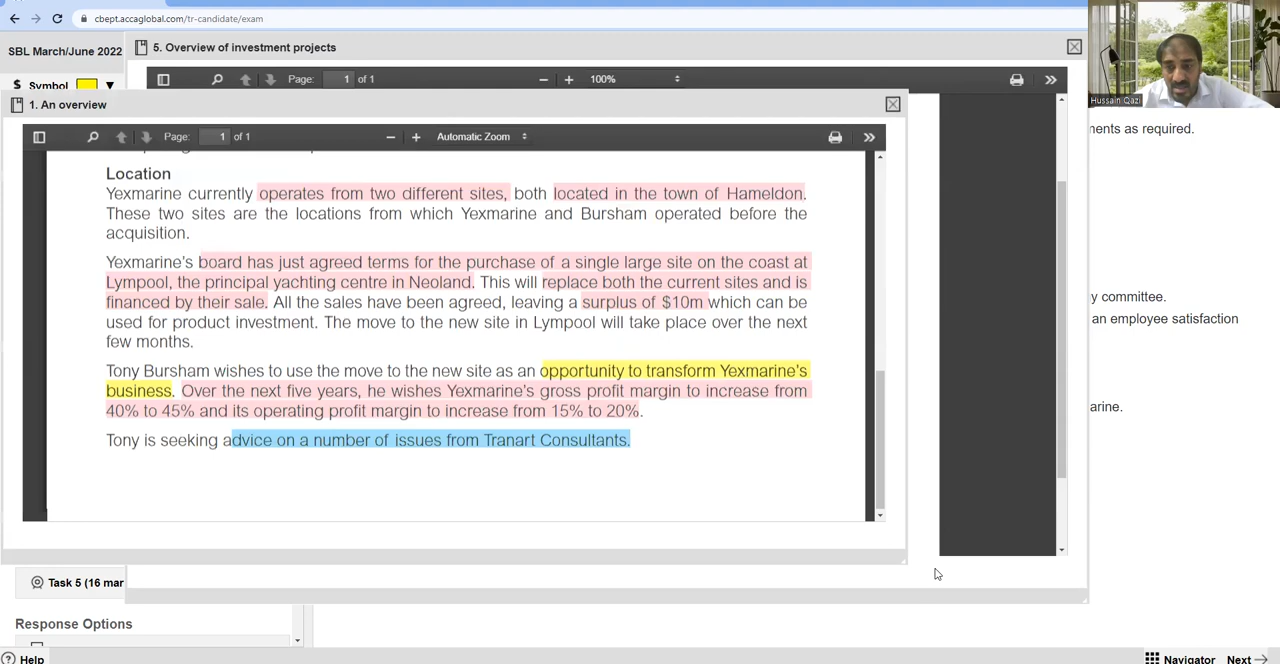 cbept.accaglobal.com/tr-candidate/exam
SBL March/June 2022
5. Overview of investment projects
Symbol
Page: 1 of 1
100%
Hussain Qazi
1. An overview
Page: 1 of 1
Automatic Zoom
ments as required.
Location
Yexmarine currently operates from two different sites, both located in the town of Hameldon.
These two sites are the locations from which Yexmarine and Bursham operated before the
acquisition.
Yexmarine's board has just agreed terms for the purchase of a single large site on the coast at
Lympool, the principal yachting centre in Neoland. This will replace both the current sites and is
financed by their sale. All the sales have been agreed, leaving a surplus of $10m which can be
used for product investment. The move to the new site in Lympool will take place over the next
few months.
y committee.
an employee satisfaction
Tony Bursham wishes to use the move to the new site as an opportunity to transform Yexmarine's
business. Over the next five years, he wishes Yexmarine's gross profit margin to increase from
40% to 45% and its operating profit margin to increase from 15% to 20%.
arine.
Tony is seeking advice on a number of issues from Tranart Consultants.
Task 5 (16 mar
Response Options
Help
Navigator
Next